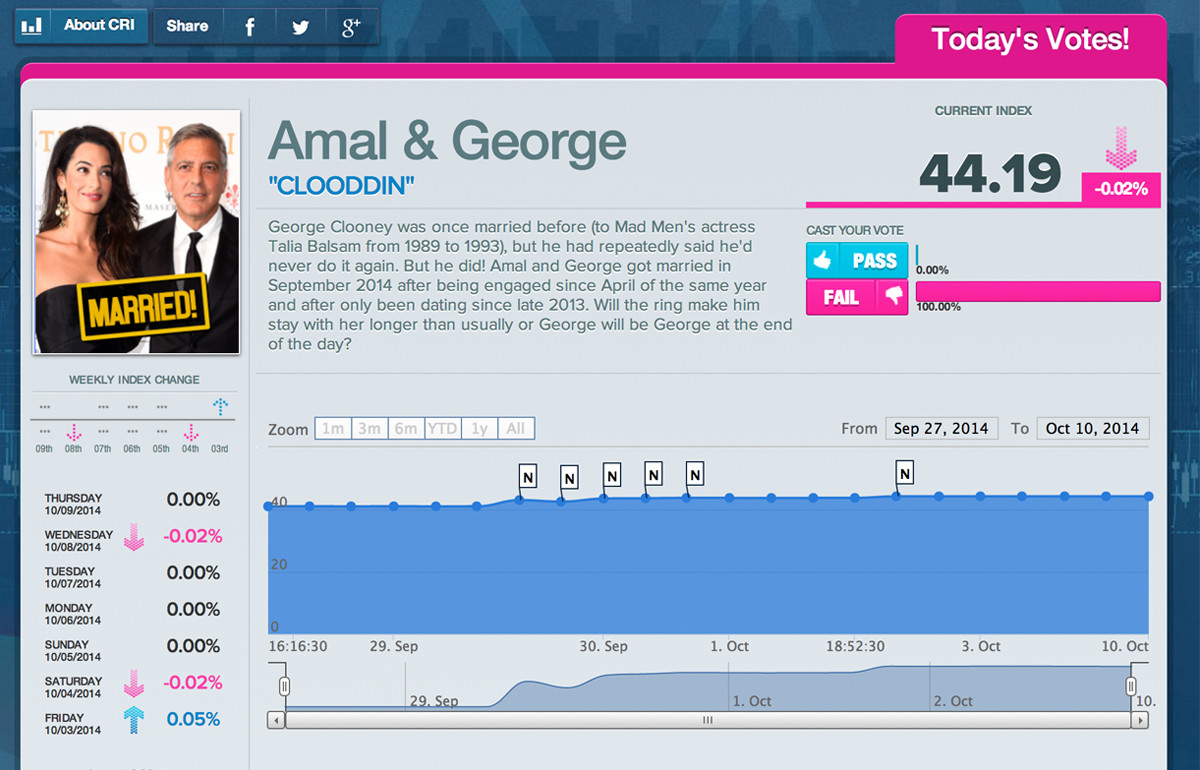 About CRI
Share
f
g+
Today's Votes!
MARRIED!
Amal & George
"CLOODDIN"
CURRENT INDEX
44.19
-0.02%
George Clooney was once married before (to Mad Men's actress
Talia Balsam from 1989 to 1993), but he had repeatedly said he'd
never do it again. But he did! Amal and George got married in
September 2014 after being engaged since April of the same year
and after only been dating since late 2013. Will the ring make him
stay with her longer than usually or George will be George at the end
of the day?
CAST YOUR VOTE
PASS
0.00%
FAIL
100.00%
WEEKLY INDEX CHANGE
--- --- --- ---
--- --- --- ---
09th 08th 07th 06th 05th 04th 03rd
THURSDAY 0.00%
10/09/2014
WEDNESDAY -0.02%
10/08/2014
TUESDAY 0.00%
10/07/2014
MONDAY 0.00%
10/06/2014
SUNDAY 0.00%
10/05/2014
SATURDAY -0.02%
10/04/2014
FRIDAY 0.05%
10/03/2014
Zoom 1m 3m 6m YTD 1y All
From Sep 27, 2014 To Oct 10, 2014
N N N N N N
40
20
0
16:16:30 29. Sep 30. Sep 1. Oct 18:52:30 3. Oct 10. Oct
29. Sep 1. Oct 2. Oct 10.